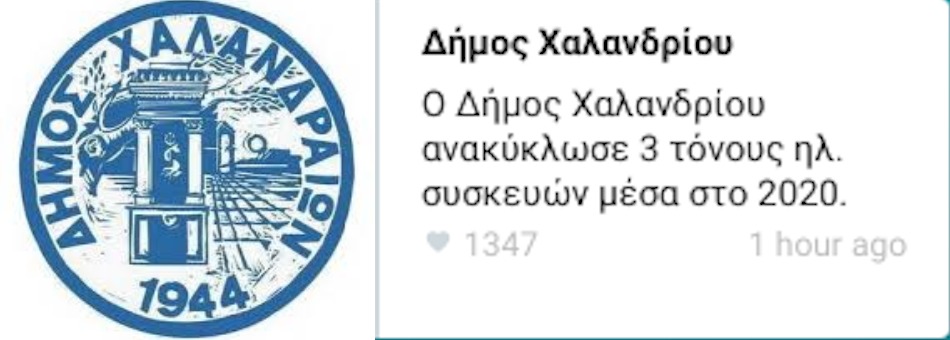 ΔΗΜΟΣ ΧΑΛΑΝΔΡΑΙΩΝ
1944
Δήμος Χαλανδρίου
Ο Δήμος Χαλανδρίου
ανακύκλωσε 3 τόνους ηλ.
συσκευών μέσα στο 2020.
1347
1 hour ago